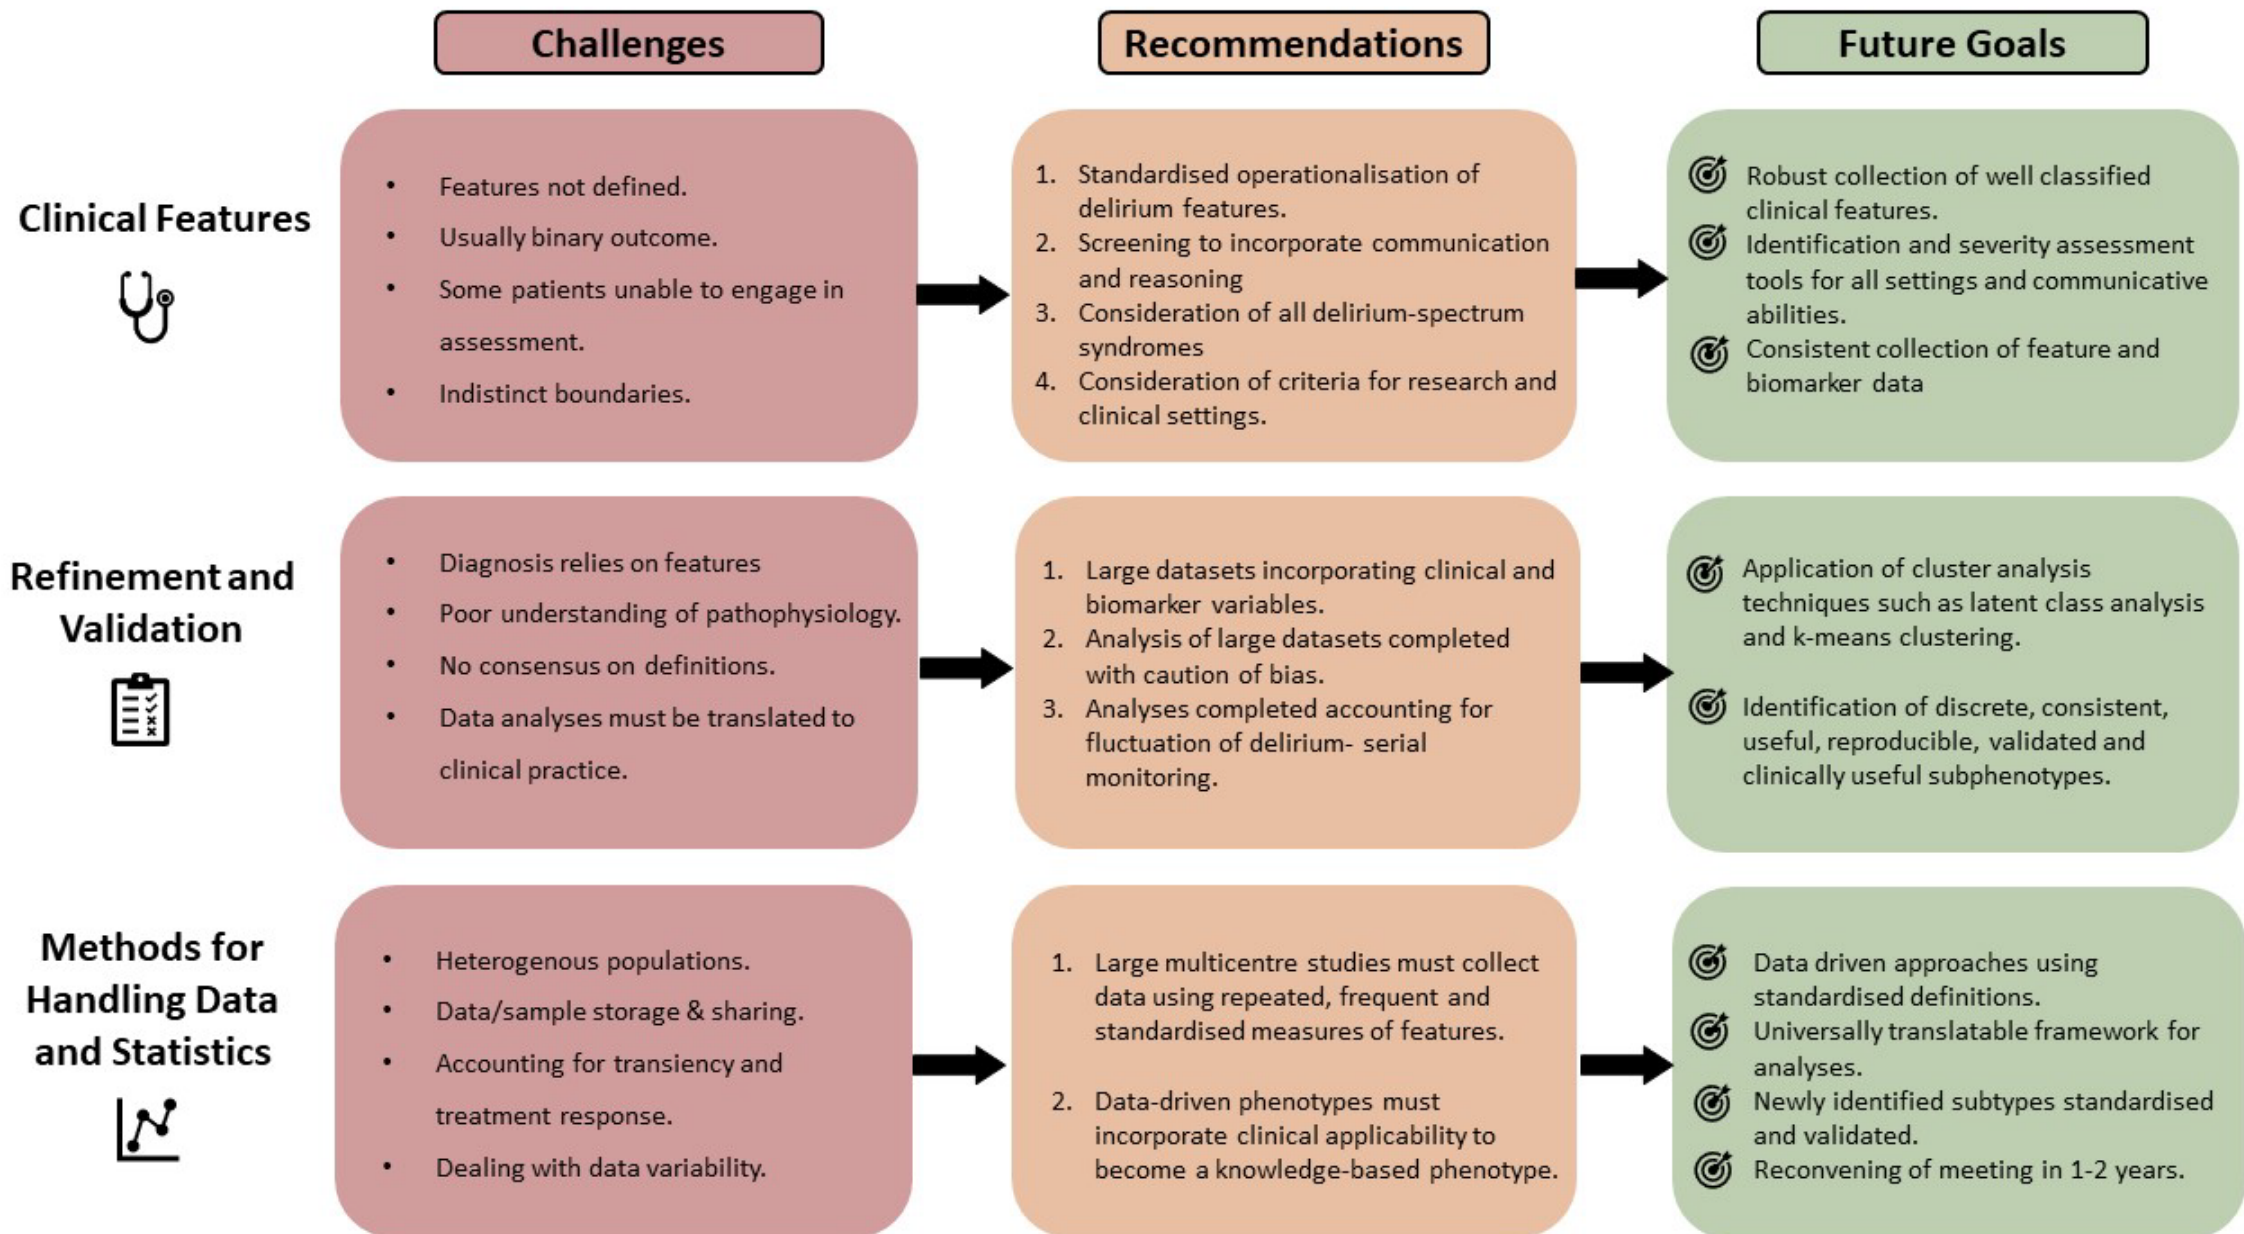 Challenges
Recommendations
Future Goals
Clinical Features
• Features not defined.
• Usually binary outcome.
• Some patients unable to engage in
assessment.
• Indistinct boundaries.
1. Standardised operationalisation of
delirium features.
2. Screening to incorporate communication
and reasoning
3. Consideration of all delirium-spectrum
syndromes
4. Consideration of criteria for research and
clinical settings.
Robust collection of well classified
clinical features.
Identification and severity assessment
tools for all settings and communicative
abilities.
Consistent collection of feature and
biomarker data
Refinement and
Validation
• Diagnosis relies on features
• Poor understanding of pathophysiology.
• No consensus on definitions.
• Data analyses must be translated to
clinical practice.
1. Large datasets incorporating clinical and
biomarker variables.
2. Analysis of large datasets completed
with caution of bias.
3. Analyses completed accounting for
fluctuation of delirium- serial
monitoring.
Application of cluster analysis
techniques such as latent class analysis
and k-means clustering.
Identification of discrete, consistent,
useful, reproducible, validated and
clinically useful subphenotypes.
Methods for
Handling Data
and Statistics
• Heterogenous populations.
• Data/sample storage & sharing.
• Accounting for transiency and
treatment response.
• Dealing with data variability.
1. Large multicentre studies must collect
data using repeated, frequent and
standardised measures of features.
2. Data-driven phenotypes must
incorporate clinical applicability to
become a knowledge-based phenotype.
Data driven approaches using
standardised definitions.
Universally translatable framework for
analyses.
Newly identified subtypes standardised
and validated.
Reconvening of meeting in 1-2 years.